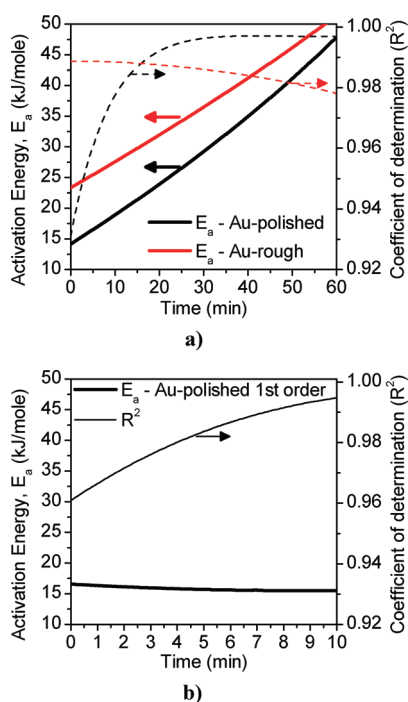 50
45
40
35
30
25
20
15
10
Activation Energy, Eₐ (kJ/mole)
1.00
0.98
0.96
0.93
0.92
Coefficient of determination (R²)
Eₐ - Au-polished
Eₐ - Au-rough
0 10 20 30 40 50 60
Time (min)
a)
50
45
40
35
30
25
20
15
10
Activation Energy, Eₐ (kJ/mole)
1.00
0.98
0.96
0.93
0.92
Coefficient of determination (R²)
Eₐ - Au-polished 1st order
R²
0 1 2 3 4 5 6 7 8 9 10
Time (min)
b)